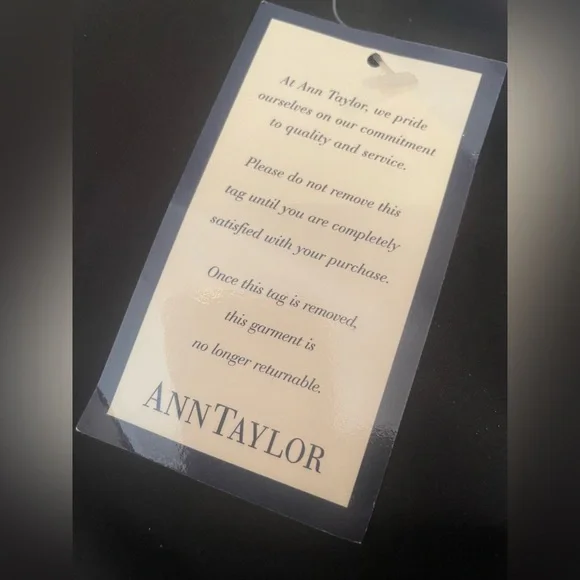 At Ann Taylor, we pride
ourselves on our commitment
to quality and service.
Please do not remove this
tag until you are completely
satisfied with your purchase.
Once this tag is removed,
this garment is
no longer returnable.
ANNTAYLOR